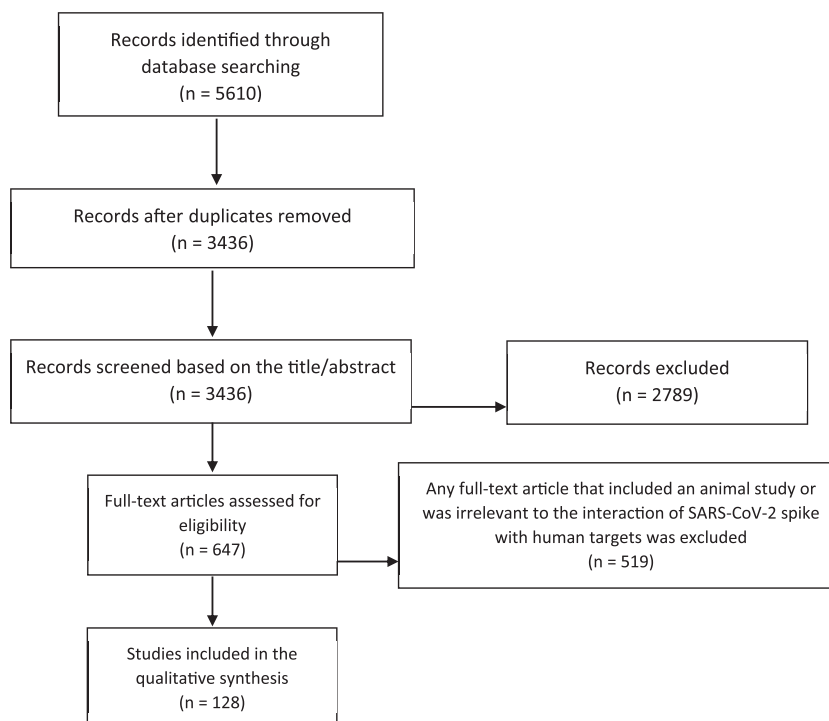 Records identified through
database searching
(n = 5610)
Records after duplicates removed
(n = 3436)
Records screened based on the title/abstract
(n = 3436)
Records excluded
(n = 2789)
Full-text articles assessed for
eligibility
(n = 647)
Any full-text article that included an animal study or
was irrelevant to the interaction of SARS-CoV-2 spike
with human targets was excluded
(n = 519)
Studies included in the
qualitative synthesis
(n = 128)